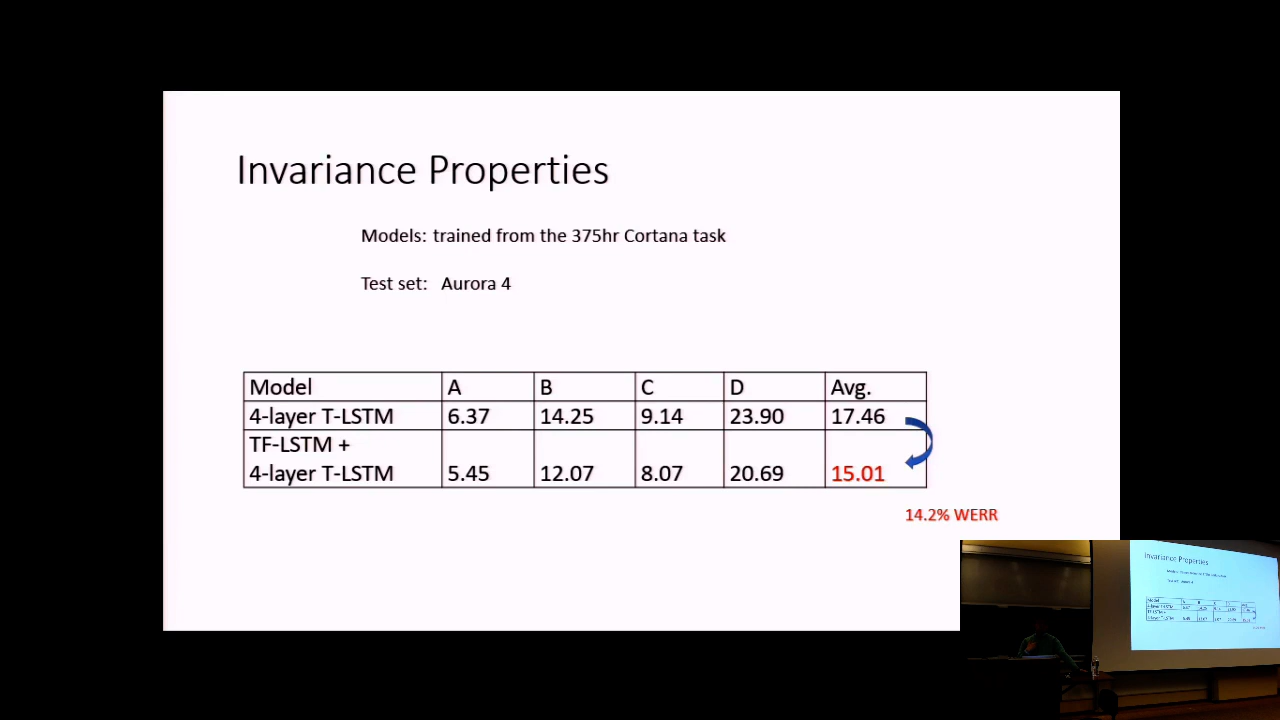 Invariance Properties
Models: trained from the 375hr Cortana task
Test set: Aurora 4
Model A B C D Avg.
4-layer T-LSTM 6.37 14.25 9.14 23.90 17.46
TF-LSTM +
4-layer T-LSTM 5.45 12.07 8.07 20.69 15.01
14.2% WERR
Invariance Properties